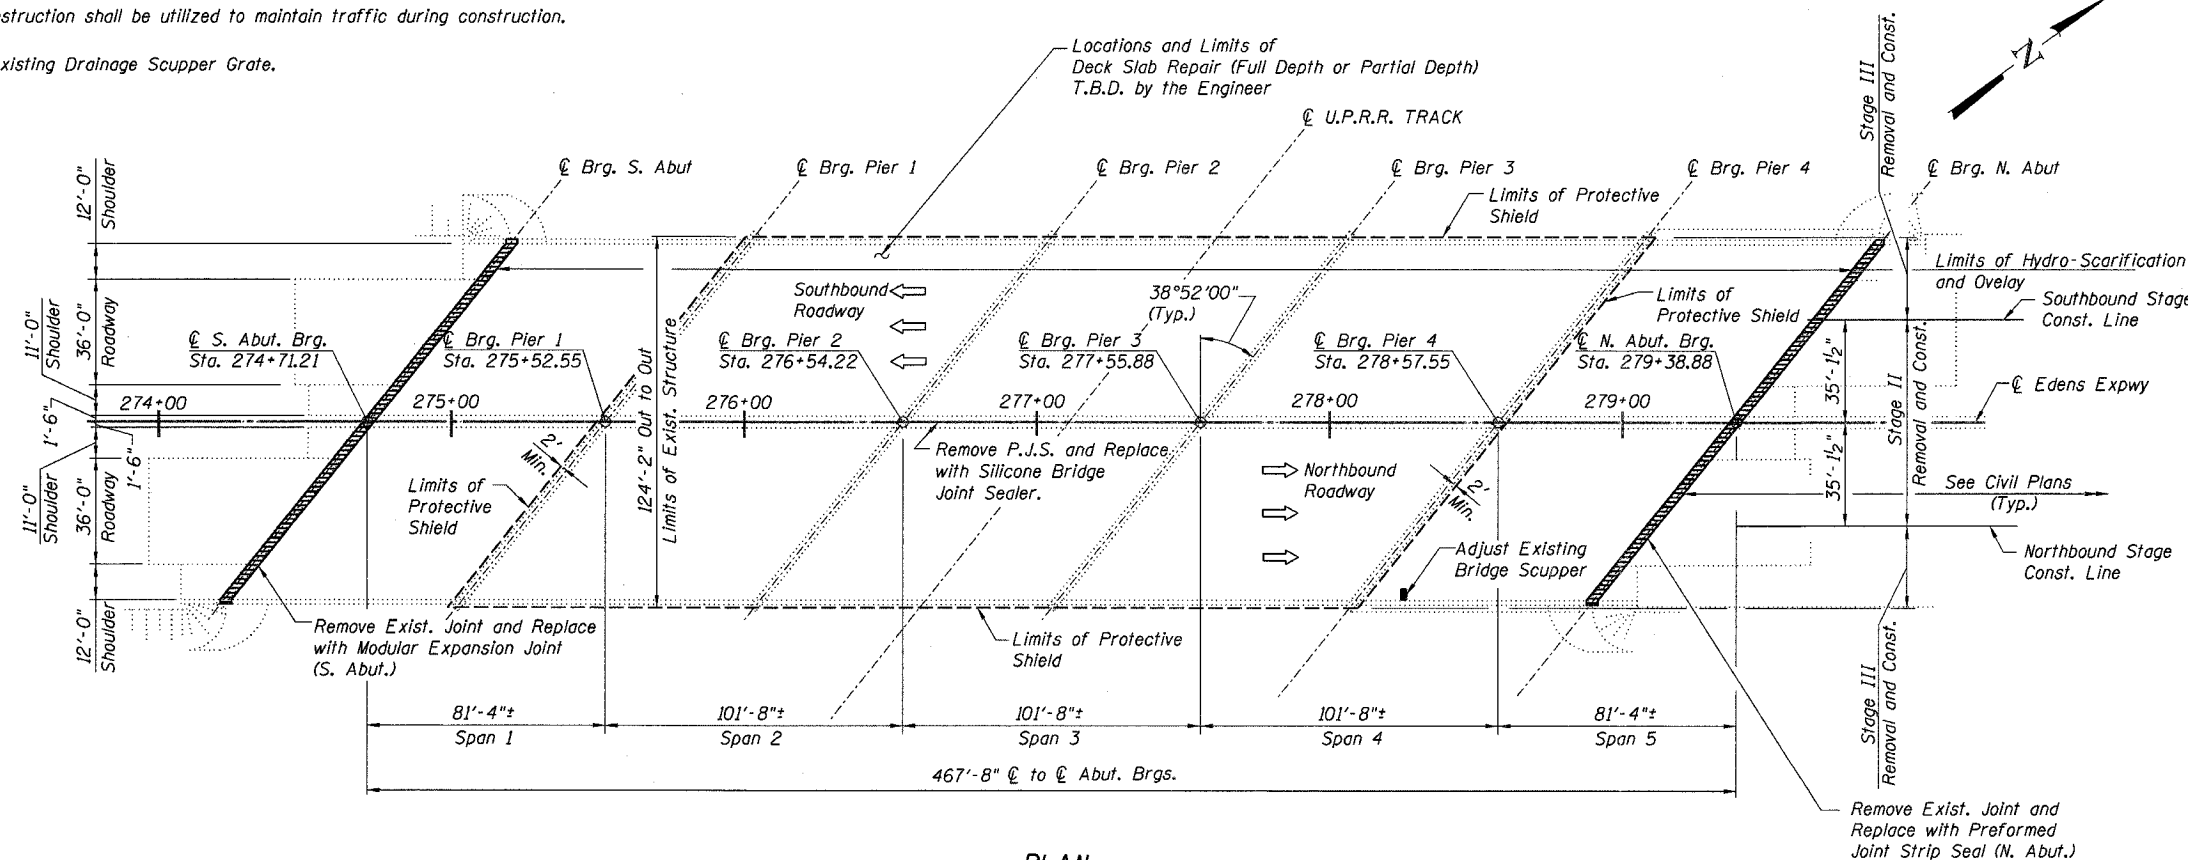 struction shall be utilized to maintain traffic during construction.
xisting Drainage Scupper Grate.
Locations and Limits of
Deck Slab Repair (Full Depth or Partial Depth)
T.B.D. by the Engineer
℄ U.P.R.R. TRACK
N
Stage III
Removal and Const.
℄ Brg. S. Abut
℄ Brg. Pier 1
℄ Brg. Pier 2
℄ Brg. Pier 3
℄ Brg. Pier 4
℄ Brg. N. Abut
Limits of Protective
Shield
12'-0"
Shoulder
36'-0"
Roadway
11'-0"
Shoulder
1'-6"
1'-6"
11'-0"
Shoulder
36'-0"
Roadway
12'-0"
Shoulder
Southbound
Roadway
38°52'00"
(Typ.)
Limits of
Protective Shield
Limits of Hydro-Scarification
and Ovelay
Southbound Stage
Const. Line
℄ S. Abut. Brg.
Sta. 274+71.21
℄ Brg. Pier 1
Sta. 275+52.55
℄ Brg. Pier 2
Sta. 276+54.22
℄ Brg. Pier 3
Sta. 277+55.88
℄ Brg. Pier 4
Sta. 278+57.55
℄ N. Abut. Brg.
Sta. 279+38.88
124'-2" Out to Out
Limits of Exist. Structure
35'-1½"
35'-1½"
Stage II
Removal and Const.
℄ Edens Expwy
274+00
275+00
276+00
277+00
278+00
279+00
2'
Min.
Limits of
Protective
Shield
Remove P.J.S. and Replace
with Silicone Bridge
Joint Sealer.
Northbound
Roadway
2'
Min.
See Civil Plans
(Typ.)
Adjust Existing
Bridge Scupper
Northbound Stage
Const. Line
Remove Exist. Joint and Replace
with Modular Expansion Joint
(S. Abut.)
Limits of Protective
Shield
Stage III
Removal and Const.
81'-4"±
Span 1
101'-8"±
Span 2
101'-8"±
Span 3
101'-8"±
Span 4
81'-4"±
Span 5
467'-8" ℄ to ℄ Abut. Brgs.
Remove Exist. Joint and
Replace with Preformed
Joint Strip Seal (N. Abut.)
PLAN